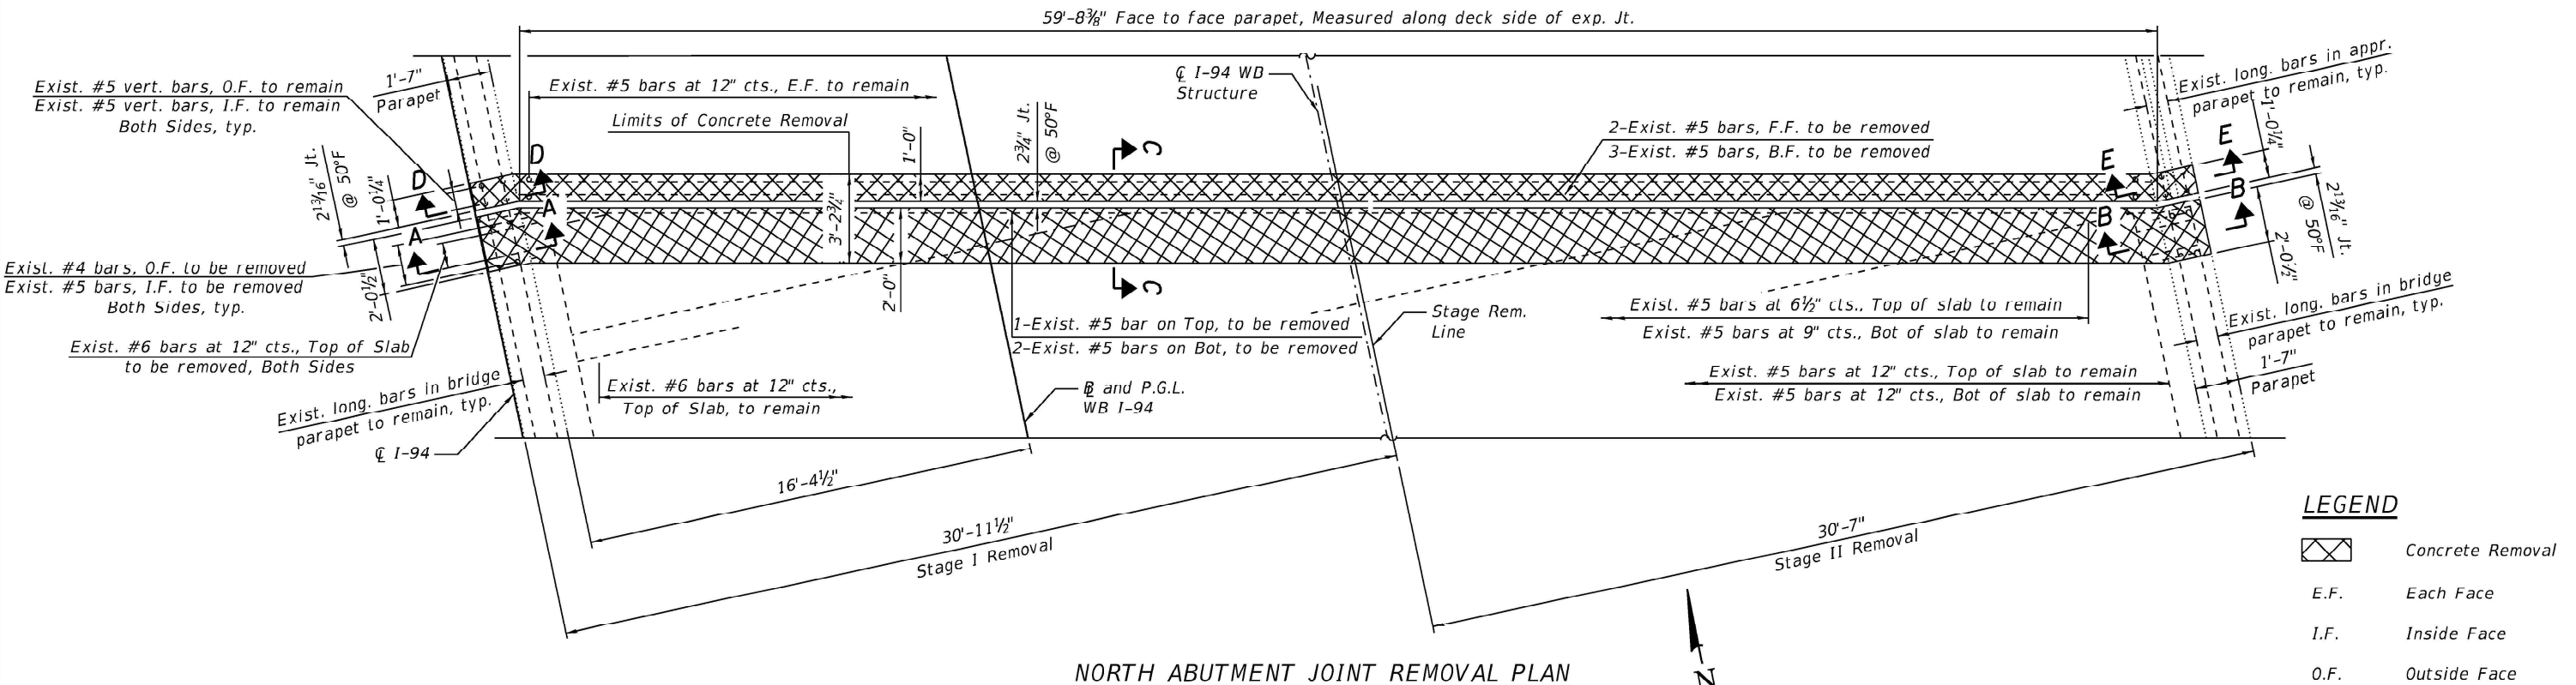 59'-8⅜" Face to face parapet, Measured along deck side of exp. Jt.
Exist. #5 vert. bars, O.F. to remain
Exist. #5 vert. bars, I.F. to remain
Both Sides, typ.
1'-7"
Parapet
Exist. #5 bars at 12" cts., E.F. to remain
Limits of Concrete Removal
1'-0"
2¾" Jt.
@ 50°F
℄ I-94 WB
Structure
2-Exist. #5 bars, F.F. to be removed
3-Exist. #5 bars, B.F. to be removed
Exist. long. bars in appr.
parapet to remain, typ.
1'-0¼"
E
E
D
D
C
2¹³⁄₁₆" Jt.
@ 50°F
1'-0¼"
A
A
3'-2¾"
B
B
2¹³⁄₁₆" Jt.
@ 50°F
2'-0½"
Exist. #4 bars, O.F. to be removed
Exist. #5 bars, I.F. to be removed
Both Sides, typ.
2'-0½"
2'-0"
C
Exist. #6 bars at 12" cts., Top of Slab
to be removed, Both Sides
1-Exist. #5 bar on Top, to be removed
2-Exist. #5 bars on Bot, to be removed
Stage Rem.
Line
Exist. #5 bars at 6½" cts., Top of slab to remain
Exist. #5 bars at 9" cts., Bot of slab to remain
Exist. long. bars in bridge
parapet to remain, typ.
1'-7"
Parapet
Exist. #5 bars at 12" cts., Top of slab to remain
Exist. #5 bars at 12" cts., Bot of slab to remain
Exist. long. bars in bridge
parapet to remain, typ.
℄ I-94
Exist. #6 bars at 12" cts.,
Top of Slab, to remain
B and P.G.L.
WB I-94
16'-4½"
30'-11½"
Stage I Removal
30'-7"
Stage II Removal
LEGEND
Concrete Removal
E.F. Each Face
I.F. Inside Face
O.F. Outside Face
N
NORTH ABUTMENT JOINT REMOVAL PLAN